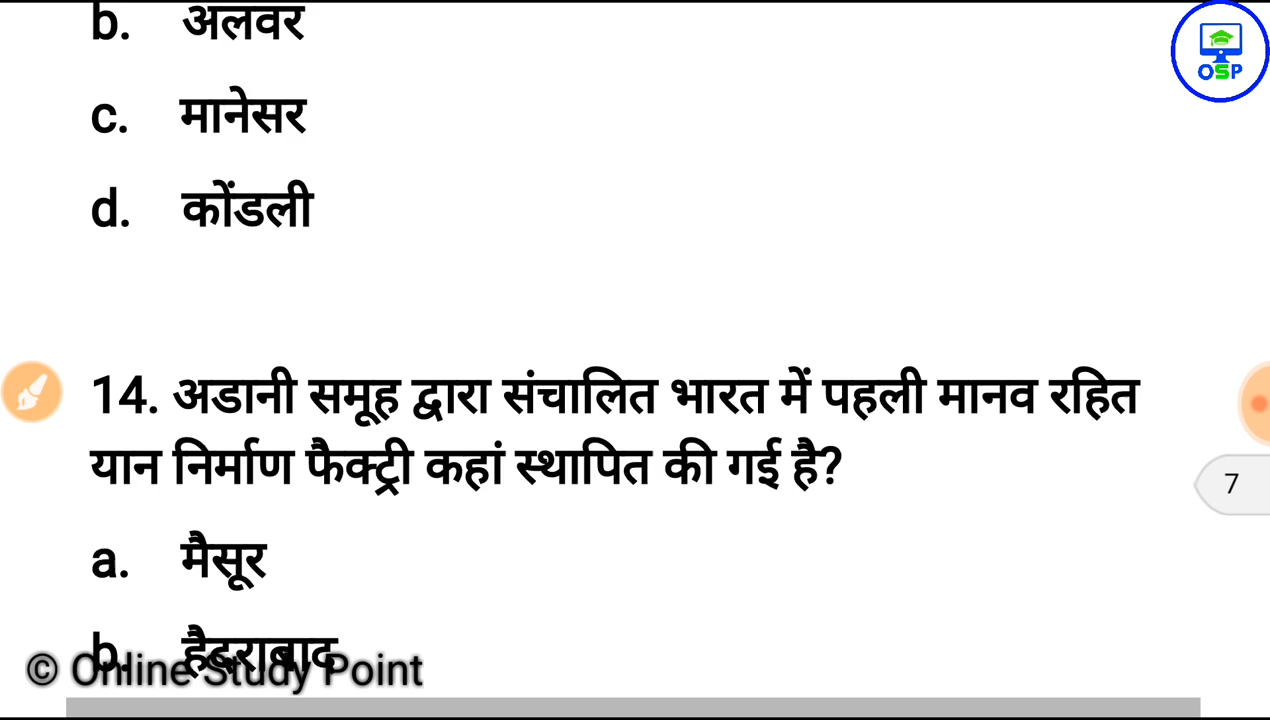 b. अलवर
OSP
c. मानेसर
d. कोंडली
14. अडानी समूह द्वारा संचालित भारत में पहली मानव रहित
यान निर्माण फैक्ट्री कहां स्थापित की गई है?
7
a. मैसूर
b. हैदराबाद
© Online Study Point